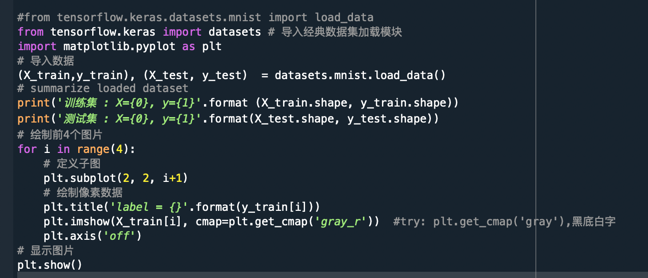 #from tensorflow.keras.datasets.mnist import load_data
from tensorflow.keras import datasets # 导入经典数据集加载模块
import matplotlib.pyplot as plt
# 导入数据
(X_train,y_train), (X_test, y_test)  = datasets.mnist.load_data()
# summarize loaded dataset
print('训练集 : X={0}, y={1}'.format (X_train.shape, y_train.shape))
print('测试集 : X={0}, y={1}'.format(X_test.shape, y_test.shape))
# 绘制前4个图片
for i in range(4):
    # 定义子图
    plt.subplot(2, 2, i+1)
    # 绘制像素数据
    plt.title('label = {}'.format(y_train[i]))
    plt.imshow(X_train[i], cmap=plt.get_cmap('gray_r'))  #try: plt.get_cmap('gray'),黑底白字
    plt.axis('off')
# 显示图片
plt.show()